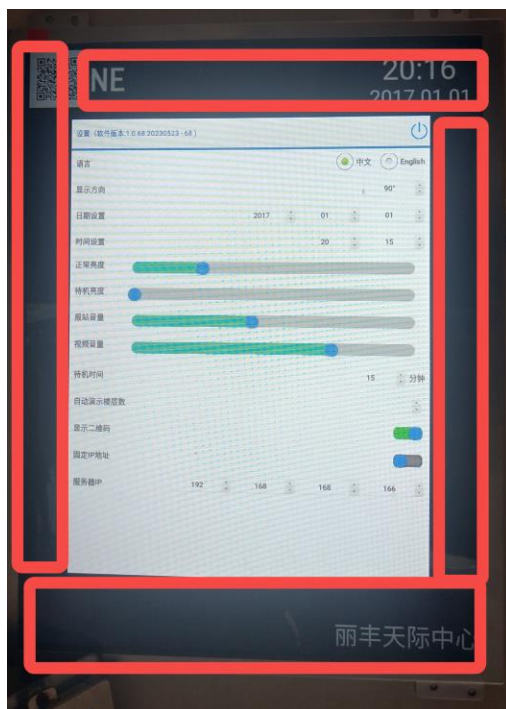 NE
20:16
2017.01.01
设置（软件版本:1.0.68 20230523 - 68）
语言 中文 English
显示方向 90°
日期设置 2017 01 01
时间设置 20 15
正常亮度
待机亮度
报站音量
视频音量
待机时间 15 分钟
自动演示楼层数
显示二维码
固定IP地址
服务器IP 192 168 168 166
丽丰天际中心